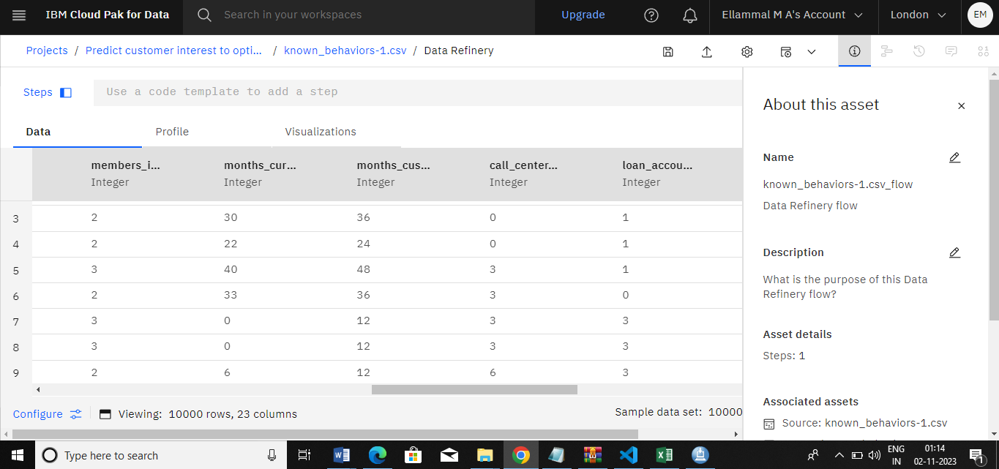 IBM Cloud Pak for Data
Search in your workspaces
Upgrade
Ellammal M A's Account
London
EM
Projects / Predict customer interest to opti... / known_behaviors-1.csv / Data Refinery
Steps
Use a code template to add a step
Data Profile Visualizations
members_i... months_cur... months_cus... call_center... loan_accou...
Integer Integer Integer Integer Integer
3 2 30 36 0 1
4 2 22 24 0 1
5 3 40 48 3 1
6 2 33 36 3 0
7 3 0 12 3 3
8 3 0 12 3 3
9 2 6 12 6 3
Configure
Viewing: 10000 rows, 23 columns
Sample data set: 10000
About this asset
Name
known_behaviors-1.csv_flow
Data Refinery flow
Description
What is the purpose of this Data
Refinery flow?
Asset details
Steps: 1
Associated assets
Source: known_behaviors-1.csv
Type here to search
ENG
IN
01:14
02-11-2023
1